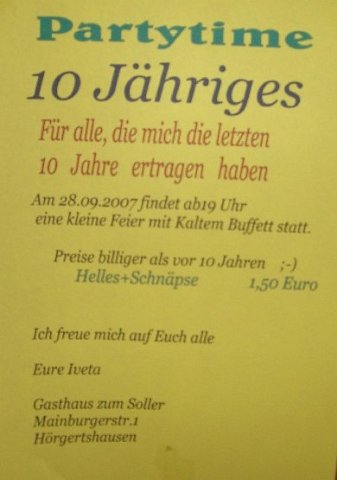 Partytime
10 Jähriges
Für alle, die mich die letzten
10 Jahre ertragen haben
Am 28.09.2007 findet ab19 Uhr
eine kleine Feier mit Kaltem Buffett statt.
Preise billiger als vor 10 Jahren ;-)
Helles+Schnäpse 1,50 Euro
Ich freue mich auf Euch alle
Eure Iveta
Gasthaus zum Soller
Mainburgerstr.1
Hörgertshausen